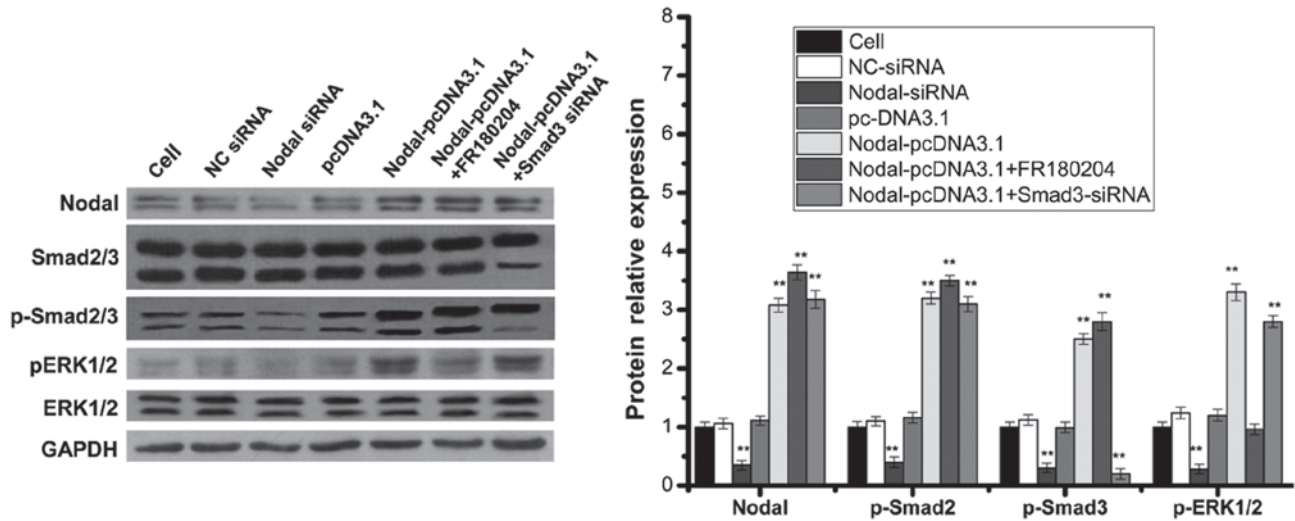 Cell
NC siRNA
Nodal siRNA
pcDNA3.1
Nodal-pcDNA3.1
Nodal-pcDNA3.1
+FR180204
Nodal-pcDNA3.1
+Smad3 siRNA
Nodal
Smad2/3
p-Smad2/3
pERK1/2
ERK1/2
GAPDH
Protein relative expression
8
7
6
5
4
3
2
1
0
Cell
NC-siRNA
Nodal-siRNA
pc-DNA3.1
Nodal-pcDNA3.1
Nodal-pcDNA3.1+FR180204
Nodal-pcDNA3.1+Smad3-siRNA
** ** ** **
** ** ** **
** ** ** **
** ** **
Nodal p-Smad2 p-Smad3 p-ERK1/2